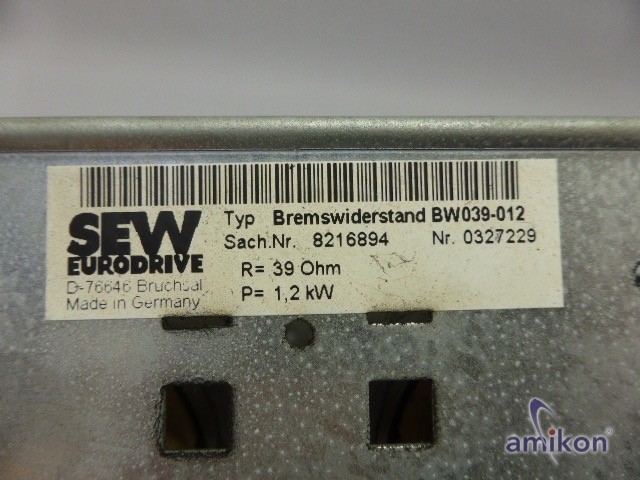 SEW
EURODRIVE
D-76646 Bruchsal
Made in Germany
Typ Bremswiderstand BW039-012
Sach.Nr. 8216894 Nr. 0327229
R= 39 Ohm
P= 1,2 kW
amikon